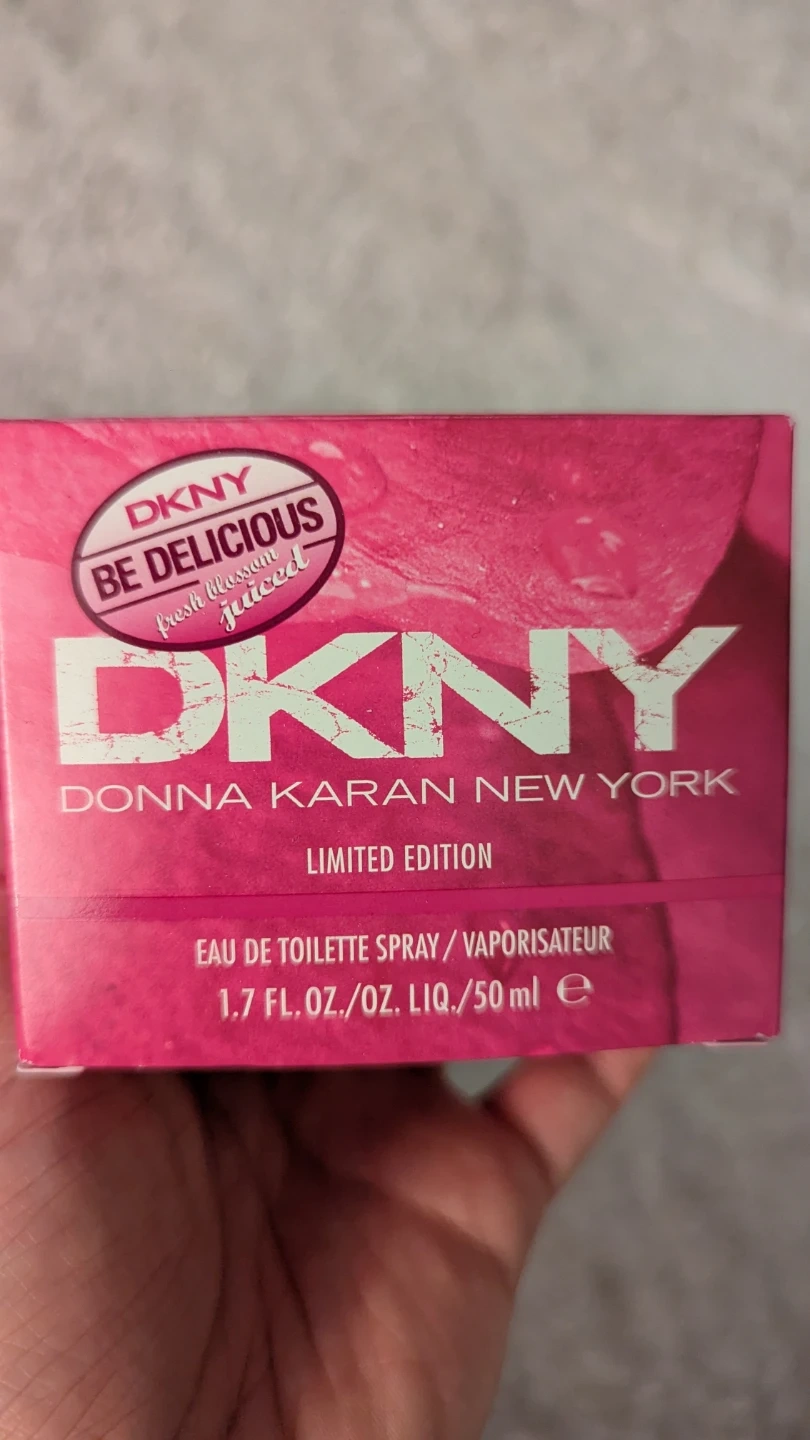 DKNY
BE DELICIOUS
fresh blossom
juiced
DKNY
DONNA KARAN NEW YORK
LIMITED EDITION
EAU DE TOILETTE SPRAY / VAPORISATEUR
1.7 FL. OZ./OZ. LIQ./50 ml ℮